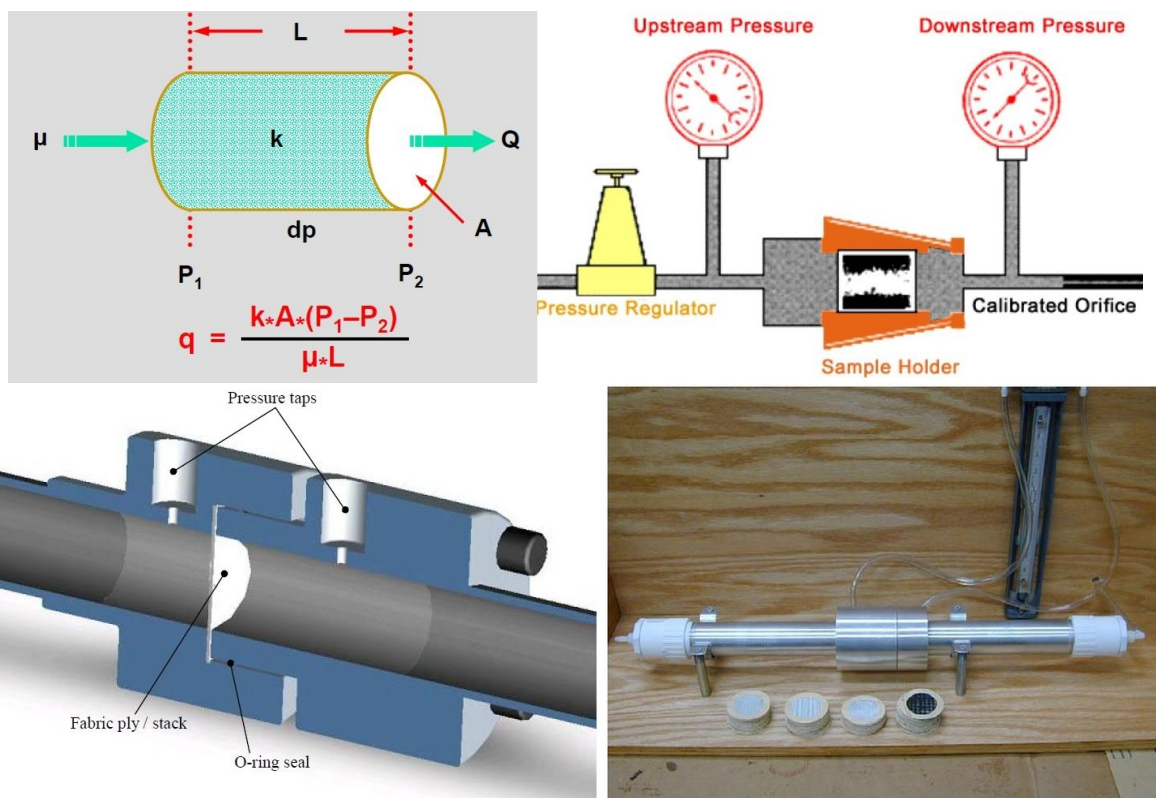 L
μ
k
Q
dp
A
P₁
P₂
q = k*A*(P₁–P₂)
μ*L
Upstream Pressure
Downstream Pressure
Pressure Regulator
Calibrated Orifice
Sample Holder
Pressure taps
Fabric ply / stack
O-ring seal